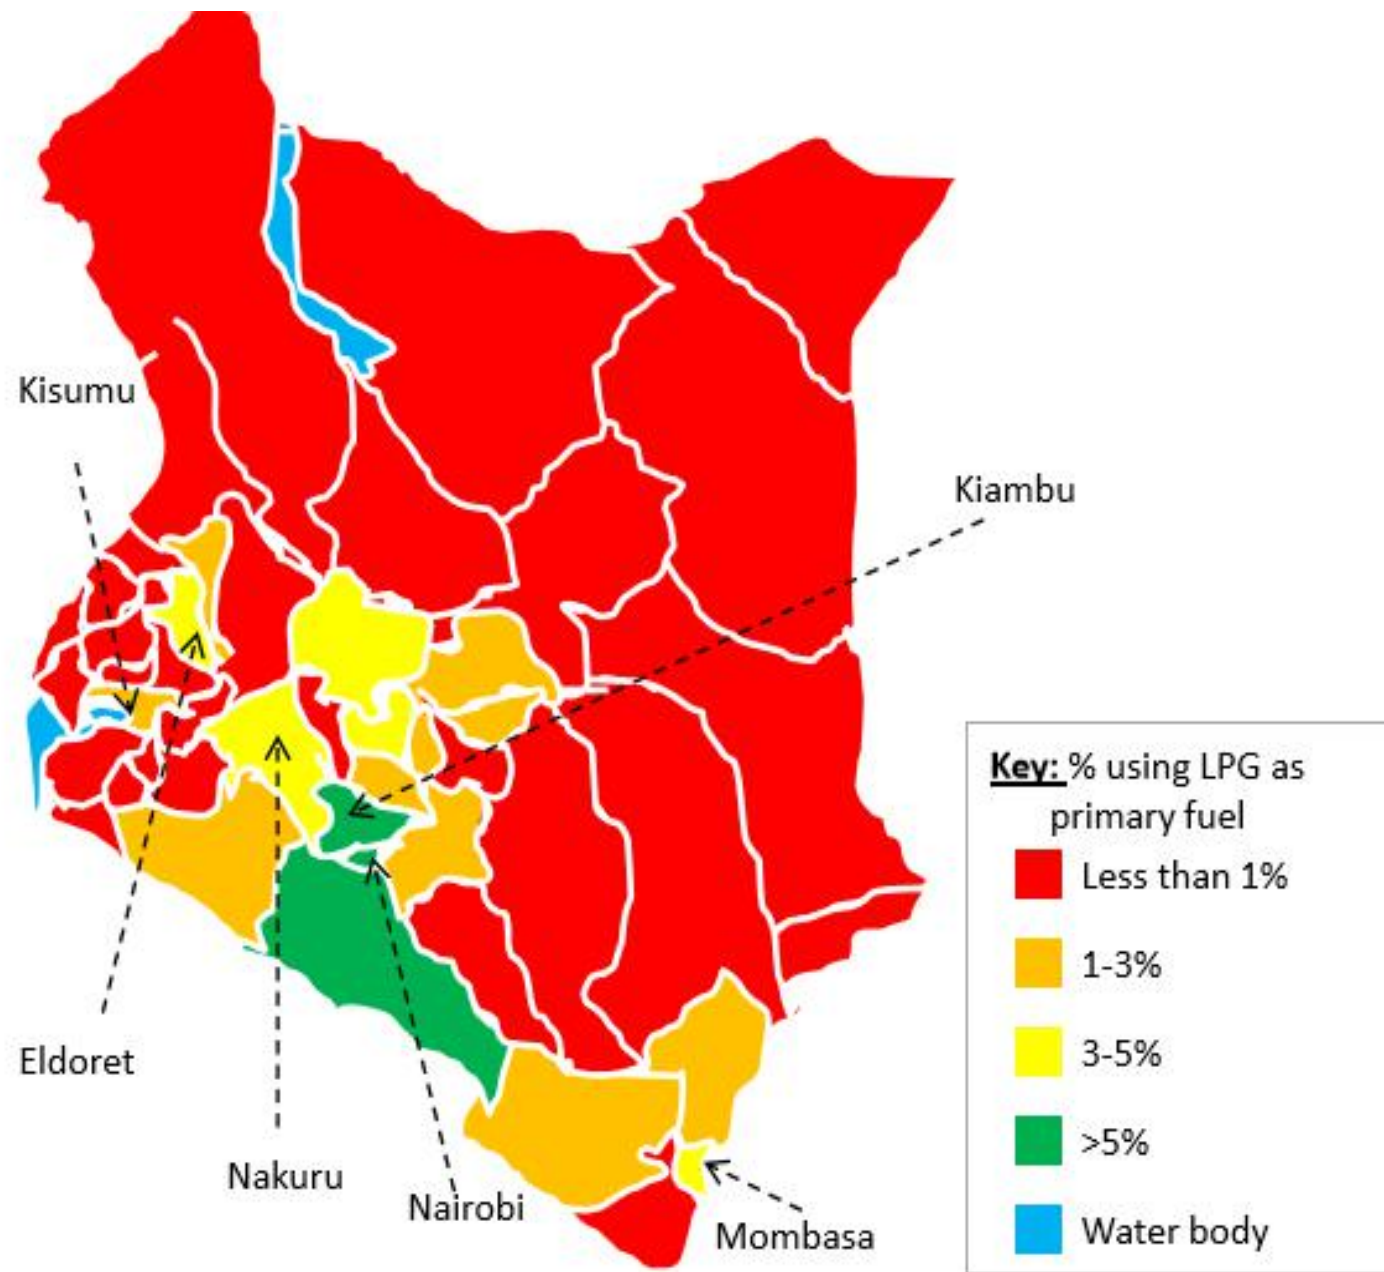 Kisumu
Kiambu
Key: % using LPG as
primary fuel
Less than 1%
1-3%
3-5%
>5%
Water body
Eldoret
Nakuru
Nairobi
Mombasa